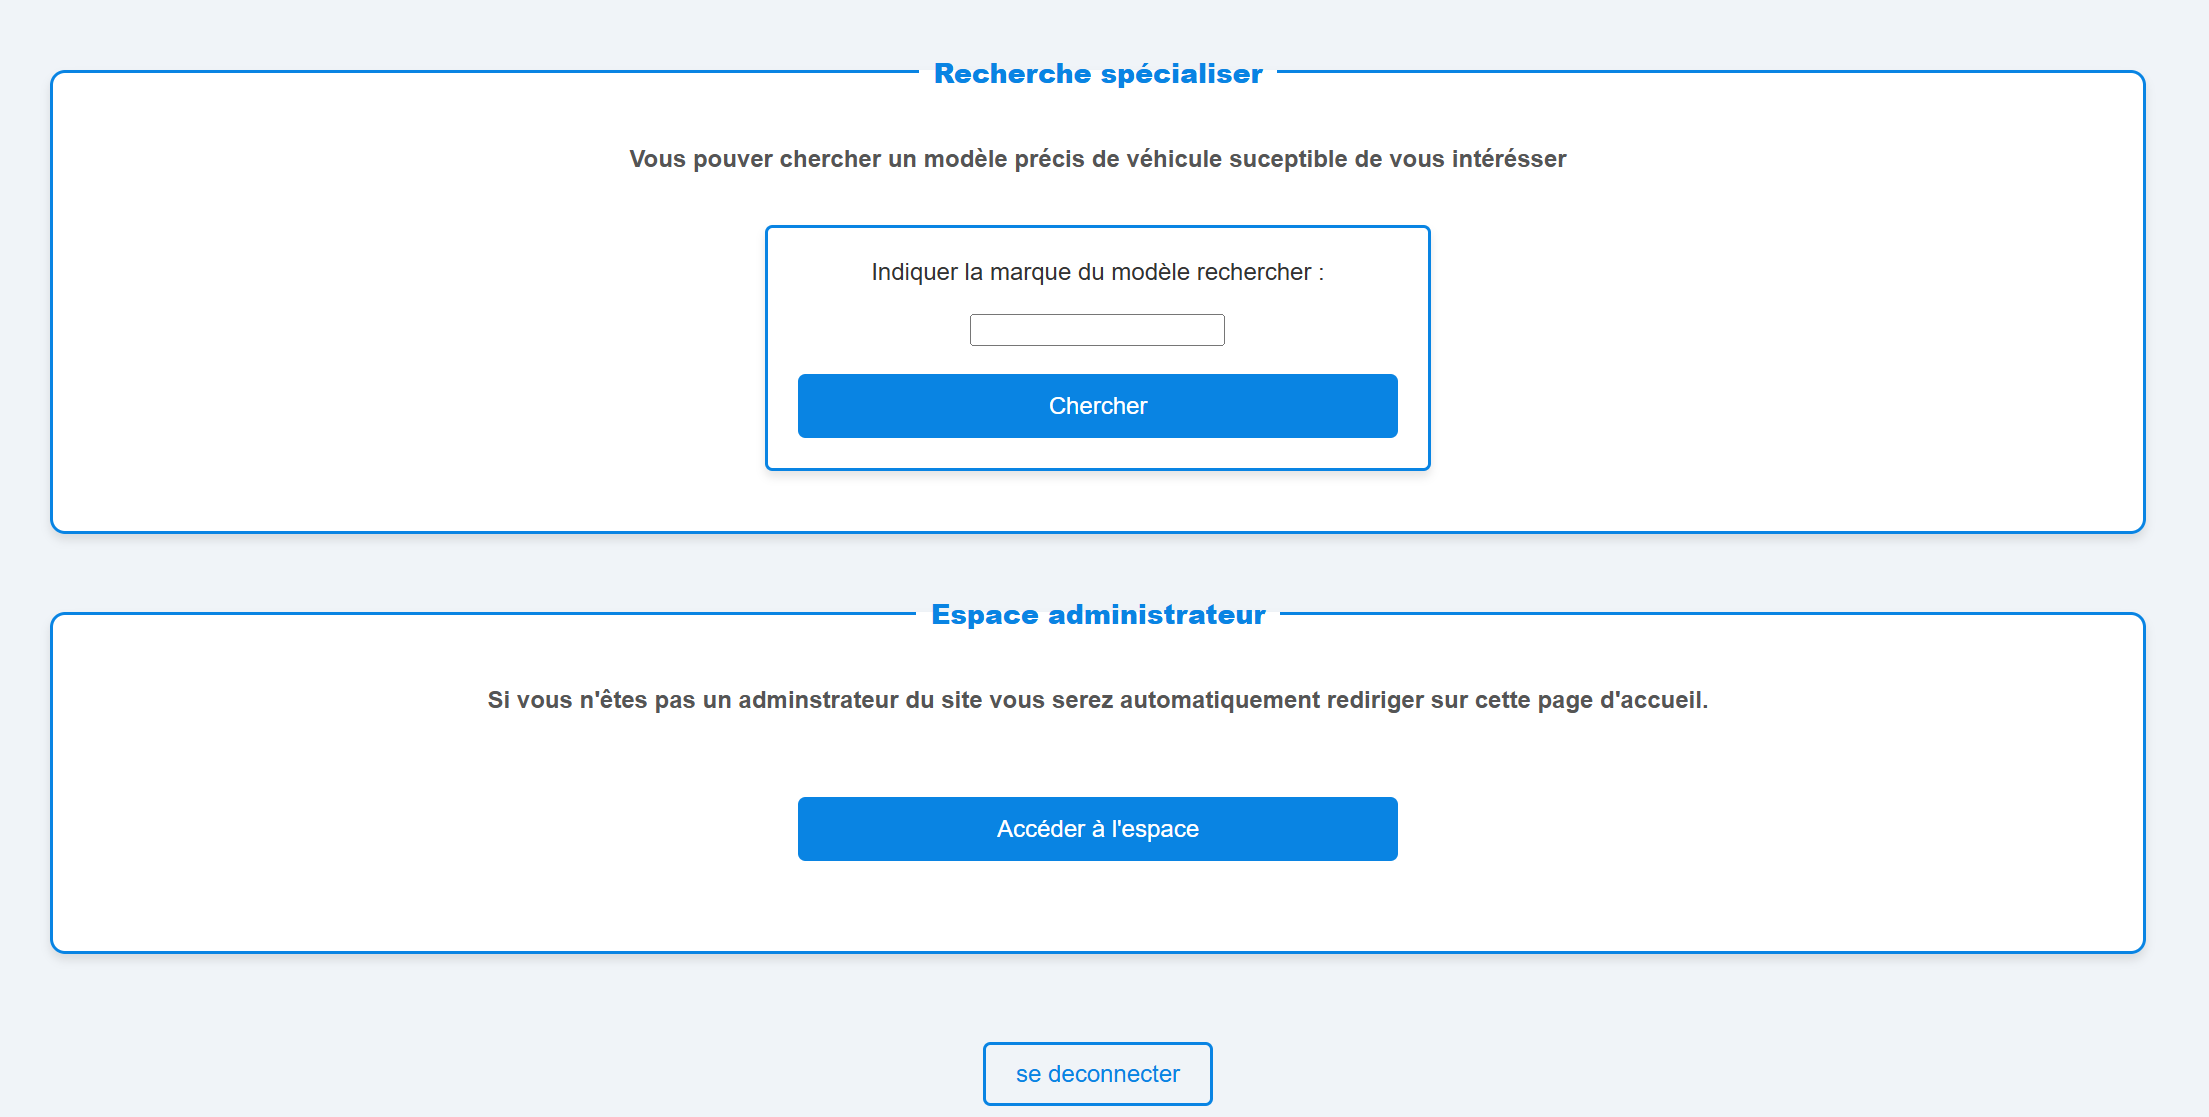 Recherche spécialiser
Vous pouver chercher un modèle précis de véhicule suceptible de vous intérésser
Indiquer la marque du modèle rechercher :
Chercher
Espace administrateur
Si vous n'êtes pas un adminstrateur du site vous serez automatiquement rediriger sur cette page d'accueil.
Accéder à l'espace
se deconnecter